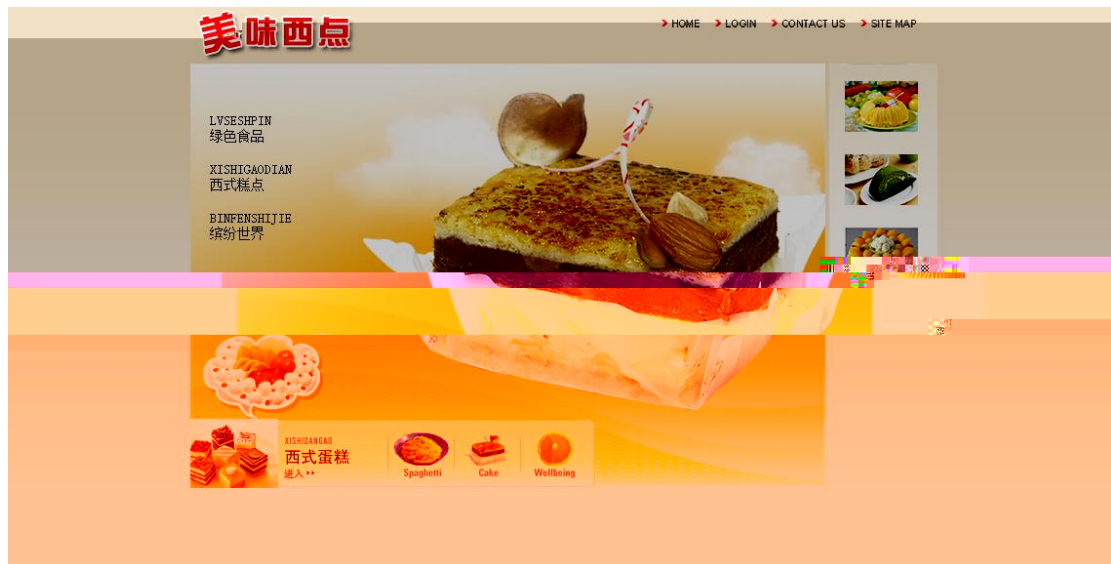 美味西点
HOME LOGIN CONTACT US SITE MAP
LVSESHPIN
绿色食品
XISHIGAODIAN
西式糕点
BINFENSHIJIE
缤纷世界
XISHIDANGAO
西式蛋糕
进入
Spaghetti Cake Wellbeing